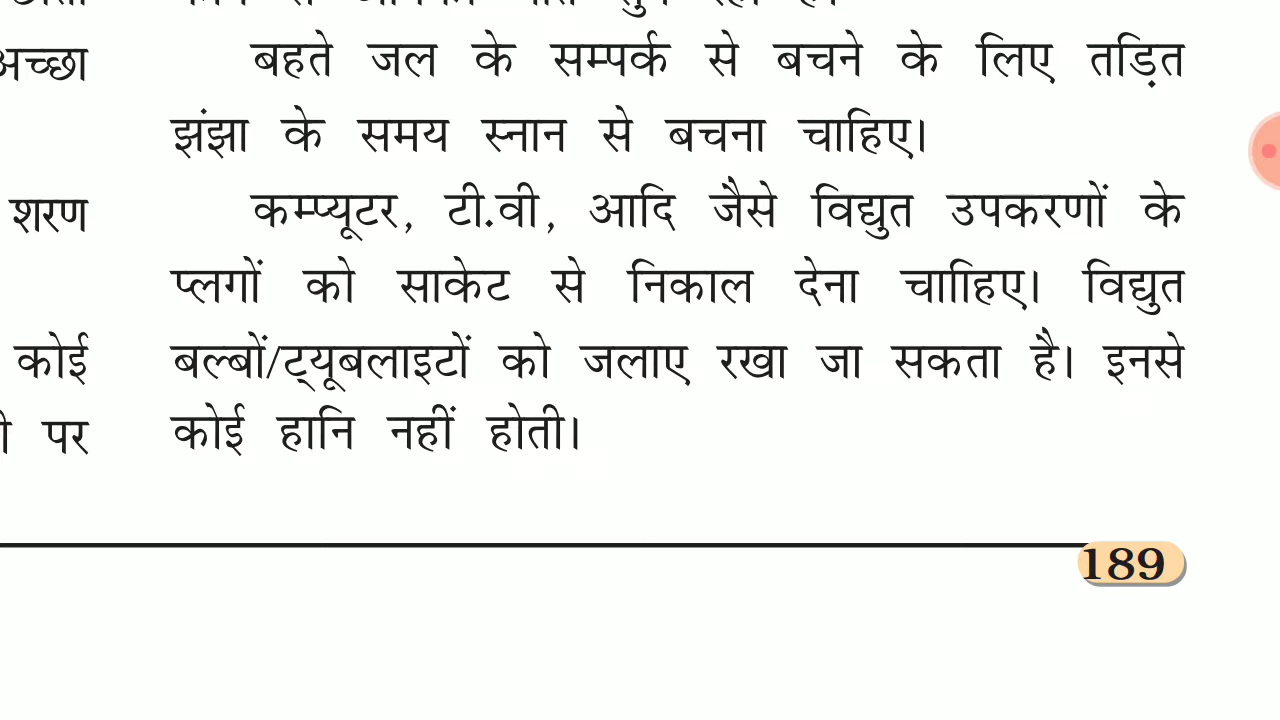 अच्छा
शरण
कोई
पर
बहते जल के सम्पर्क से बचने के लिए तड़ित
झंझा के समय स्नान से बचना चाहिए।
कम्प्यूटर, टी.वी, आदि जैसे विद्युत उपकरणों के
प्लगों को साकेट से निकाल देना चााहिए। विद्युत
बल्बों/ट्यूबलाइटों को जलाए रखा जा सकता है। इनसे
कोई हानि नहीं होती।
189